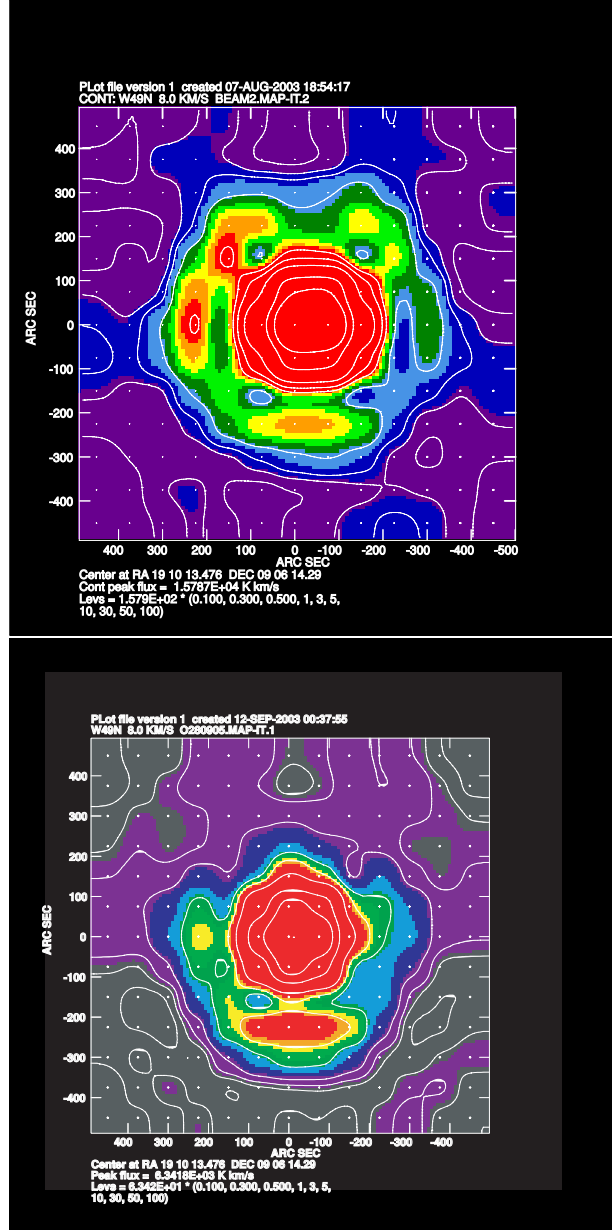 PLot file version 1 created 07-AUG-2003 18:54:17
CONT: W49N 8.0 KM/S BEAM2.MAP-IT.2
400
300
200
100
0
-100
-200
-300
-400
ARC SEC
400 300 200 100 0 -100 -200 -300 -400 -500
ARC SEC
Center at RA 19 10 13.476 DEC 09 06 14.29
Cont peak flux = 1.5787E+04 K km/s
Levs = 1.579E+02 * (0.100, 0.300, 0.500, 1, 3, 5,
10, 30, 50, 100)
PLot file version 1 created 12-SEP-2003 00:37:55
W49N 8.0 KM/S O280905.MAP-IT.1
400
300
200
100
0
-100
-200
-300
-400
ARC SEC
400 300 200 100 0 -100 -200 -300 -400
ARC SEC
Center at RA 19 10 13.476 DEC 09 06 14.29
Peak flux = 6.3418E+03 K km/s
Levs = 6.342E+01 * (0.100, 0.300, 0.500, 1, 3, 5,
10, 30, 50, 100)